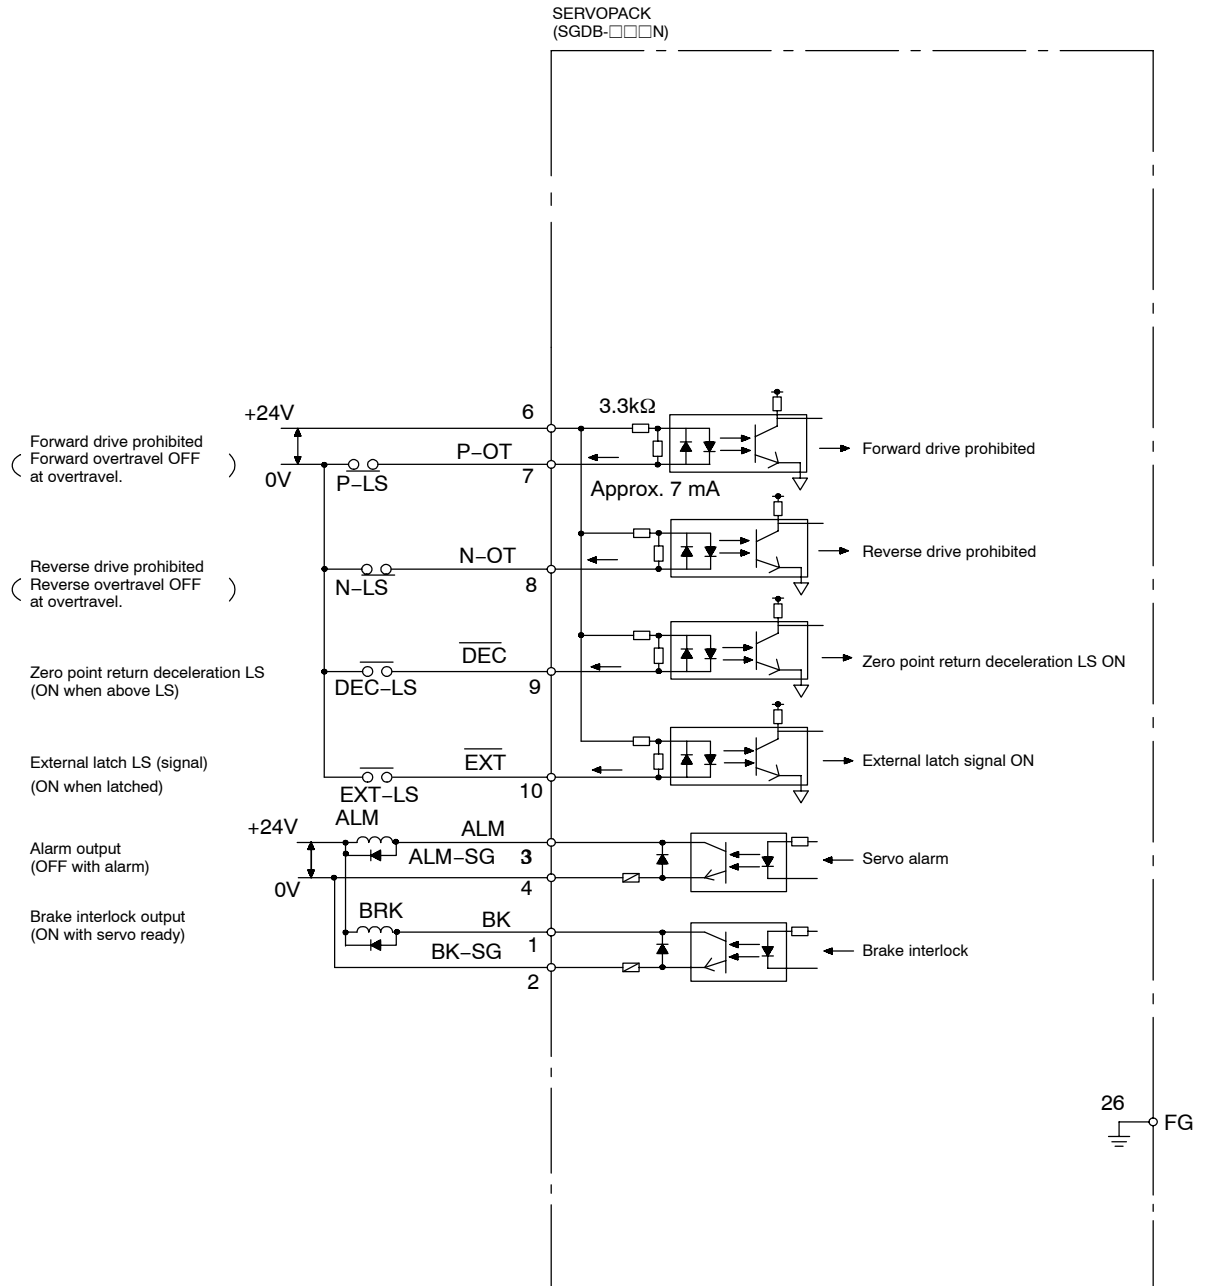 SERVOPACK
(SGDB-□□□N)
+24V
6
3.3kΩ
Forward drive prohibited
Forward overtravel OFF
at overtravel.
0V
P−LS
P−OT
7
Approx. 7 mA
Forward drive prohibited
Reverse drive prohibited
Reverse overtravel OFF
at overtravel.
N−LS
N−OT
8
Reverse drive prohibited
Zero point return deceleration LS
(ON when above LS)
DEC−LS
DEC
9
Zero point return deceleration LS ON
External latch LS (signal)
(ON when latched)
EXT−LS
EXT
10
External latch signal ON
+24V
ALM
ALM
Alarm output
(OFF with alarm)
ALM−SG
3
Servo alarm
0V
4
Brake interlock output
(ON with servo ready)
BRK
BK
1
BK−SG
2
Brake interlock
26
FG